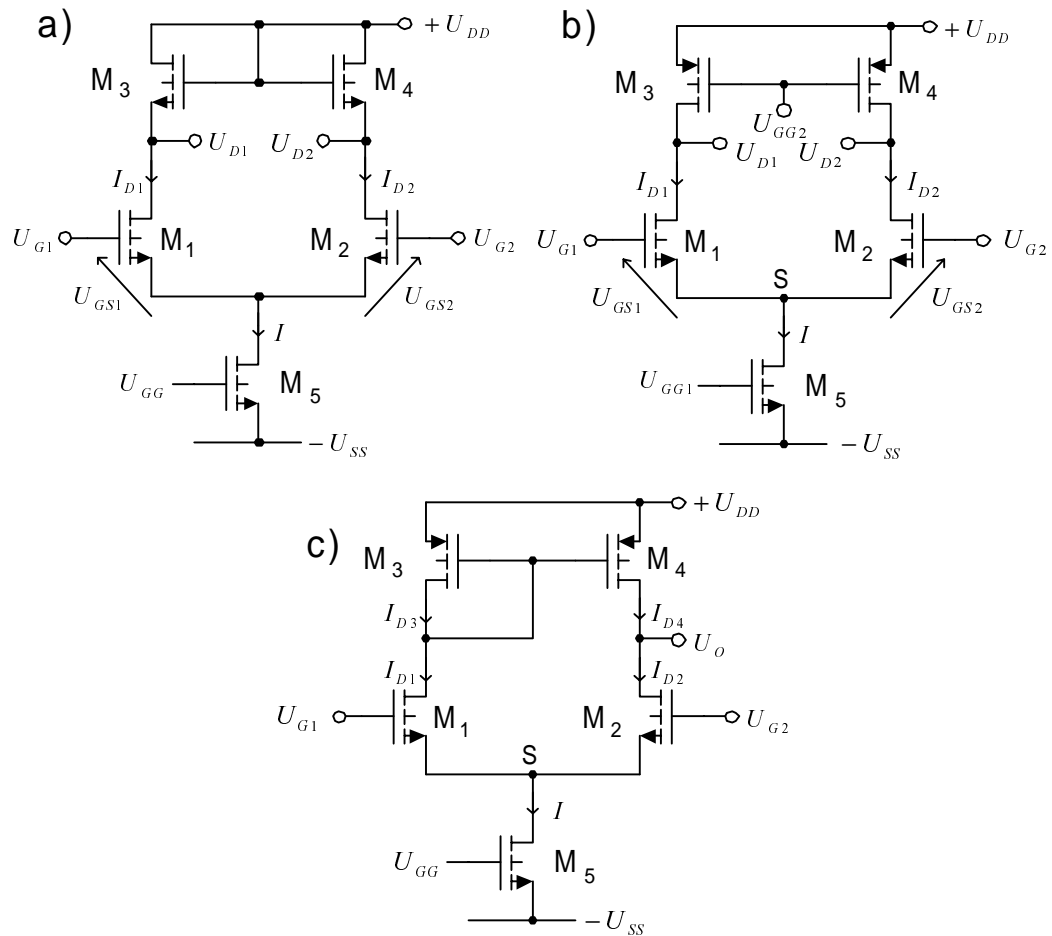 a)
+ U_DD
M_3
M_4
U_D1
U_D2
I_D1
I_D2
U_G1
M_1
M_2
U_G2
U_GS1
U_GS2
I
U_GG
M_5
− U_SS
b)
+ U_DD
M_3
M_4
U_GG2
U_D1
U_D2
I_D1
I_D2
U_G1
M_1
M_2
U_G2
U_GS1
S
U_GS2
I
U_GG1
M_5
− U_SS
c)
+ U_DD
M_3
M_4
I_D3
I_D4
U_O
I_D1
I_D2
U_G1
M_1
M_2
U_G2
S
I
U_GG
M_5
− U_SS